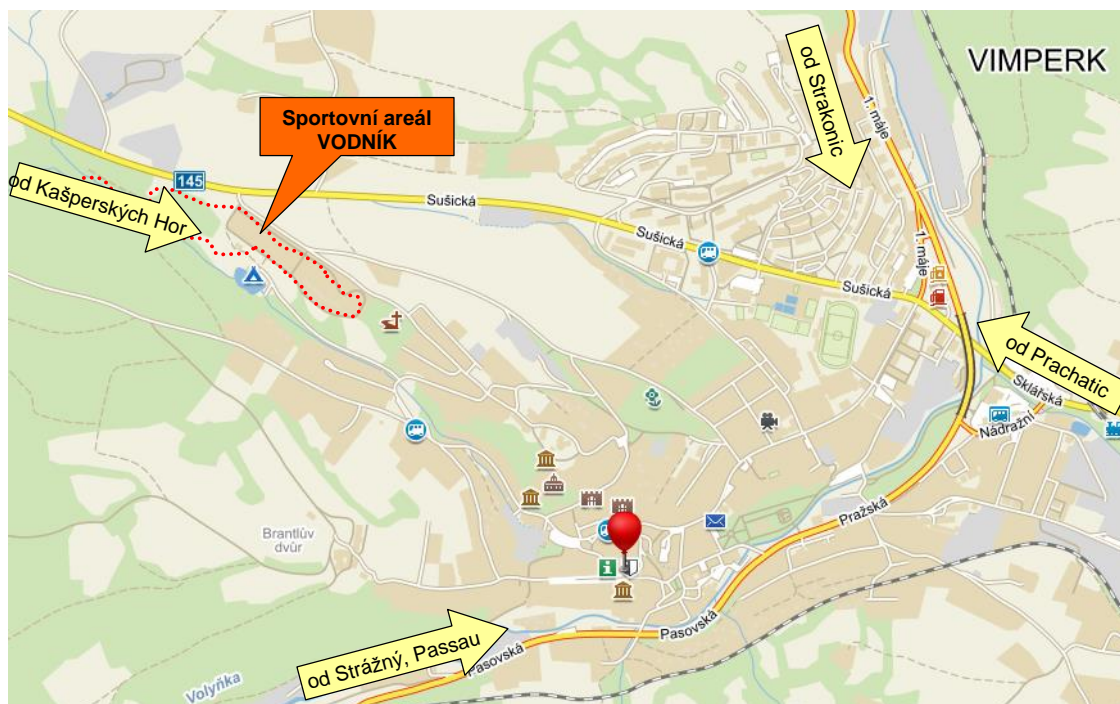 VIMPERK
od Strakonic
1. máje
Sportovní areál
VODNÍK
145
od Kašperských Hor
Sušická
Sušická
1. máje
Sušická
od Prachatic
Sklářská
Nádražní
Pražská
Brantlův
dvůr
i
Pasovská
od Strážný, Passau
Pasovská
Volyňka